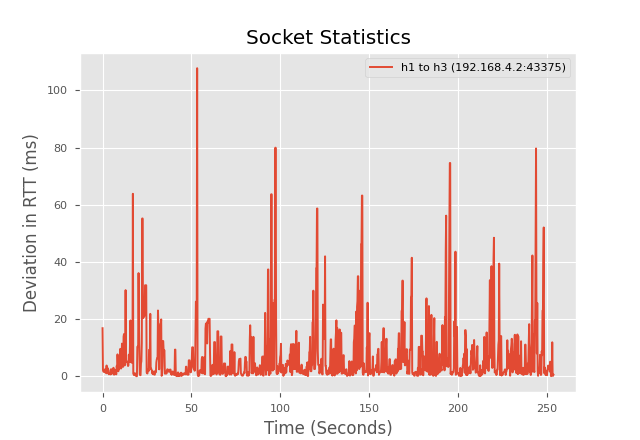 Socket Statistics
h1 to h3 (192.168.4.2:43375)
Deviation in RTT (ms)
100
80
60
40
20
0
0 50 100 150 200 250
Time (Seconds)